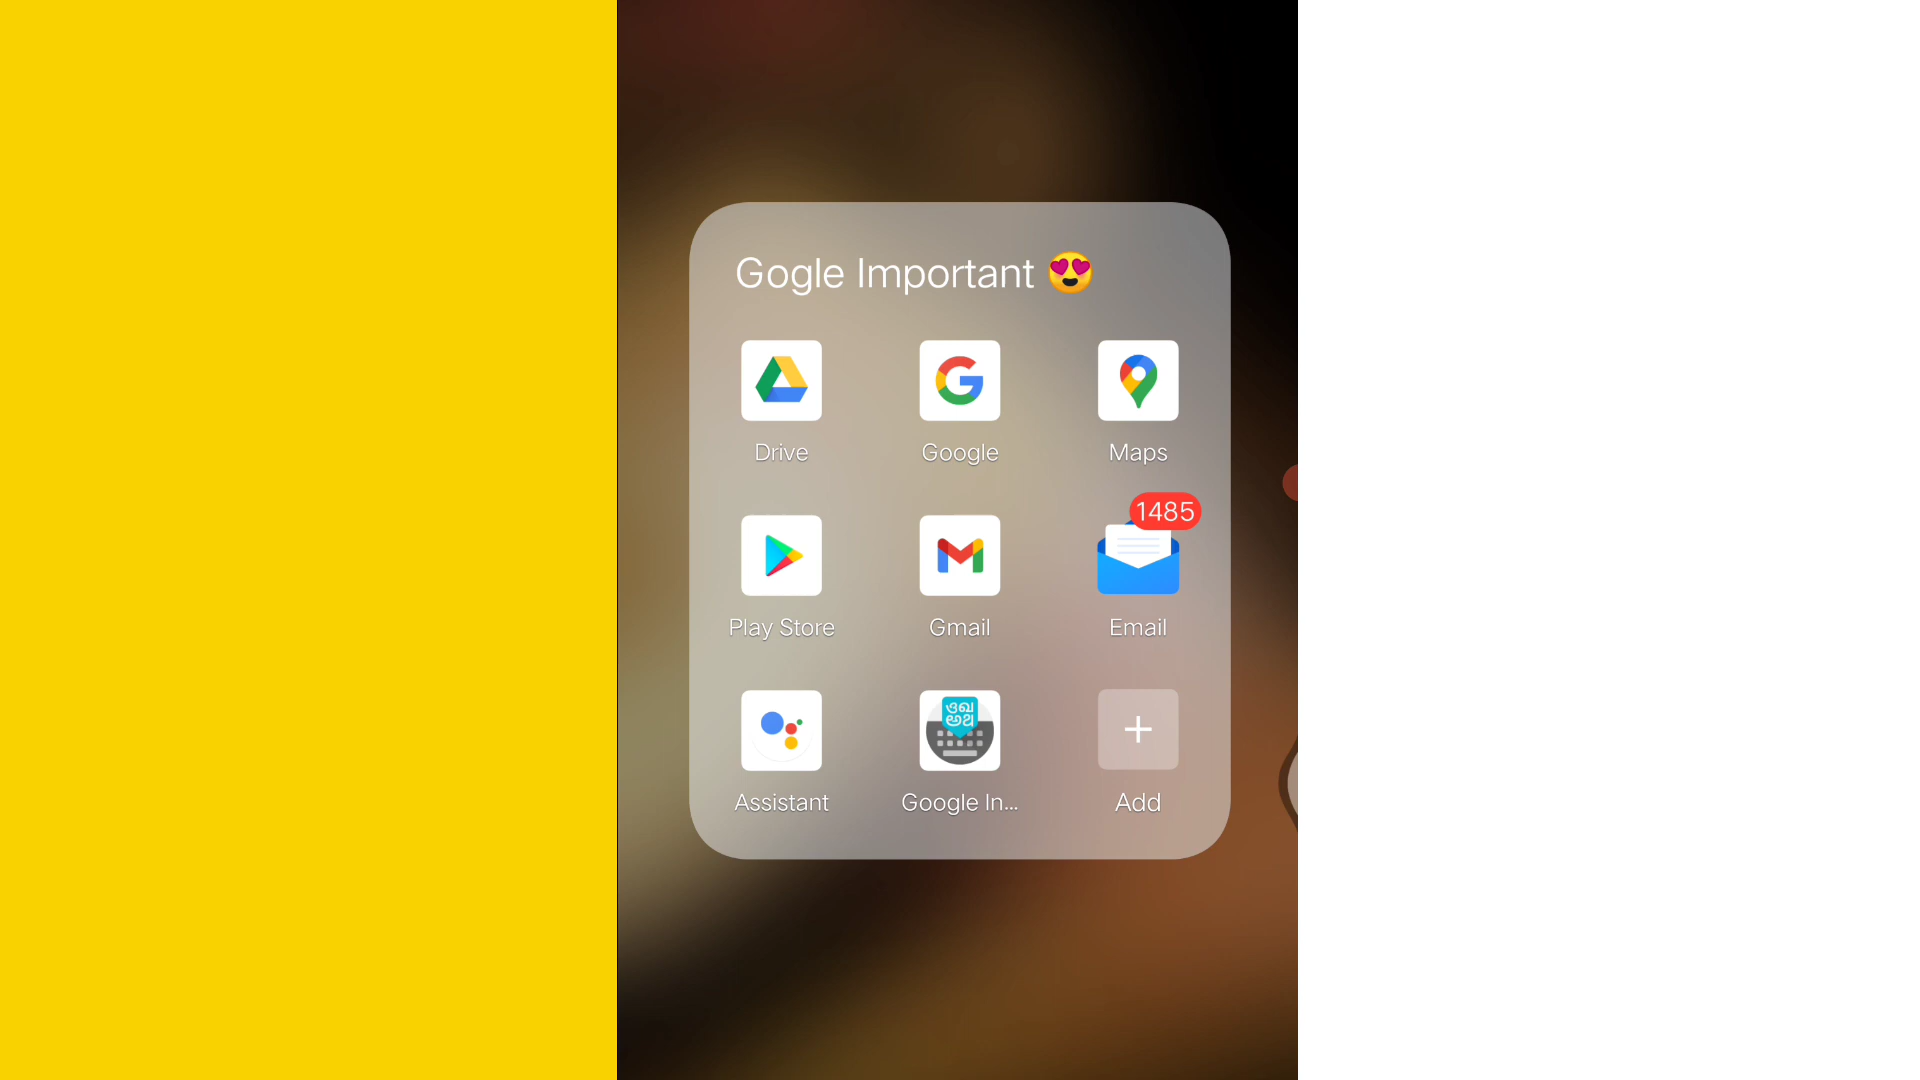 Gogle Important 😍
Drive Google Maps
1485
Play Store Gmail Email
Assistant Google In... Add